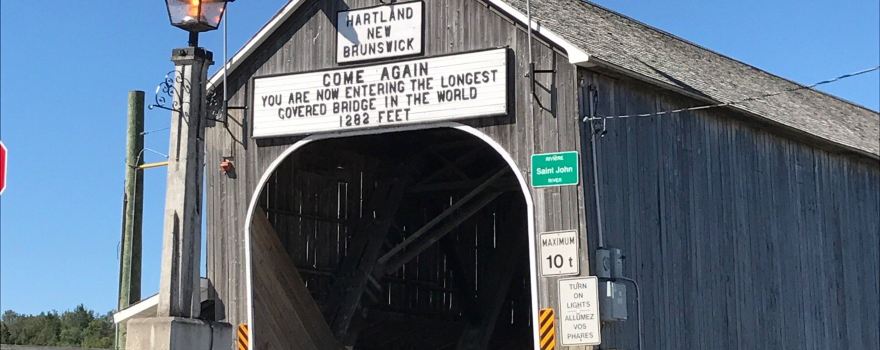 HARTLAND
NEW
BRUNSWICK
COME AGAIN
YOU ARE NOW ENTERING THE LONGEST
COVERED BRIDGE IN THE WORLD
1282 FEET
RIVIÈRE
Saint John
RIVER
MAXIMUM
10 t
TURN
ON
LIGHTS
ALLUMEZ
VOS
PHARES